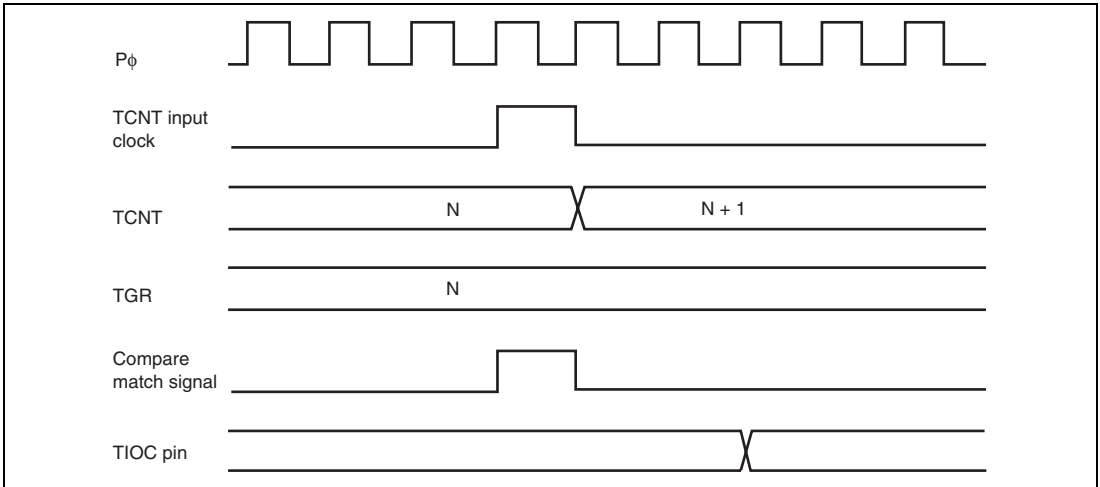 Pϕ
TCNT input
clock
TCNT
N
N + 1
TGR
N
Compare
match signal
TIOC pin